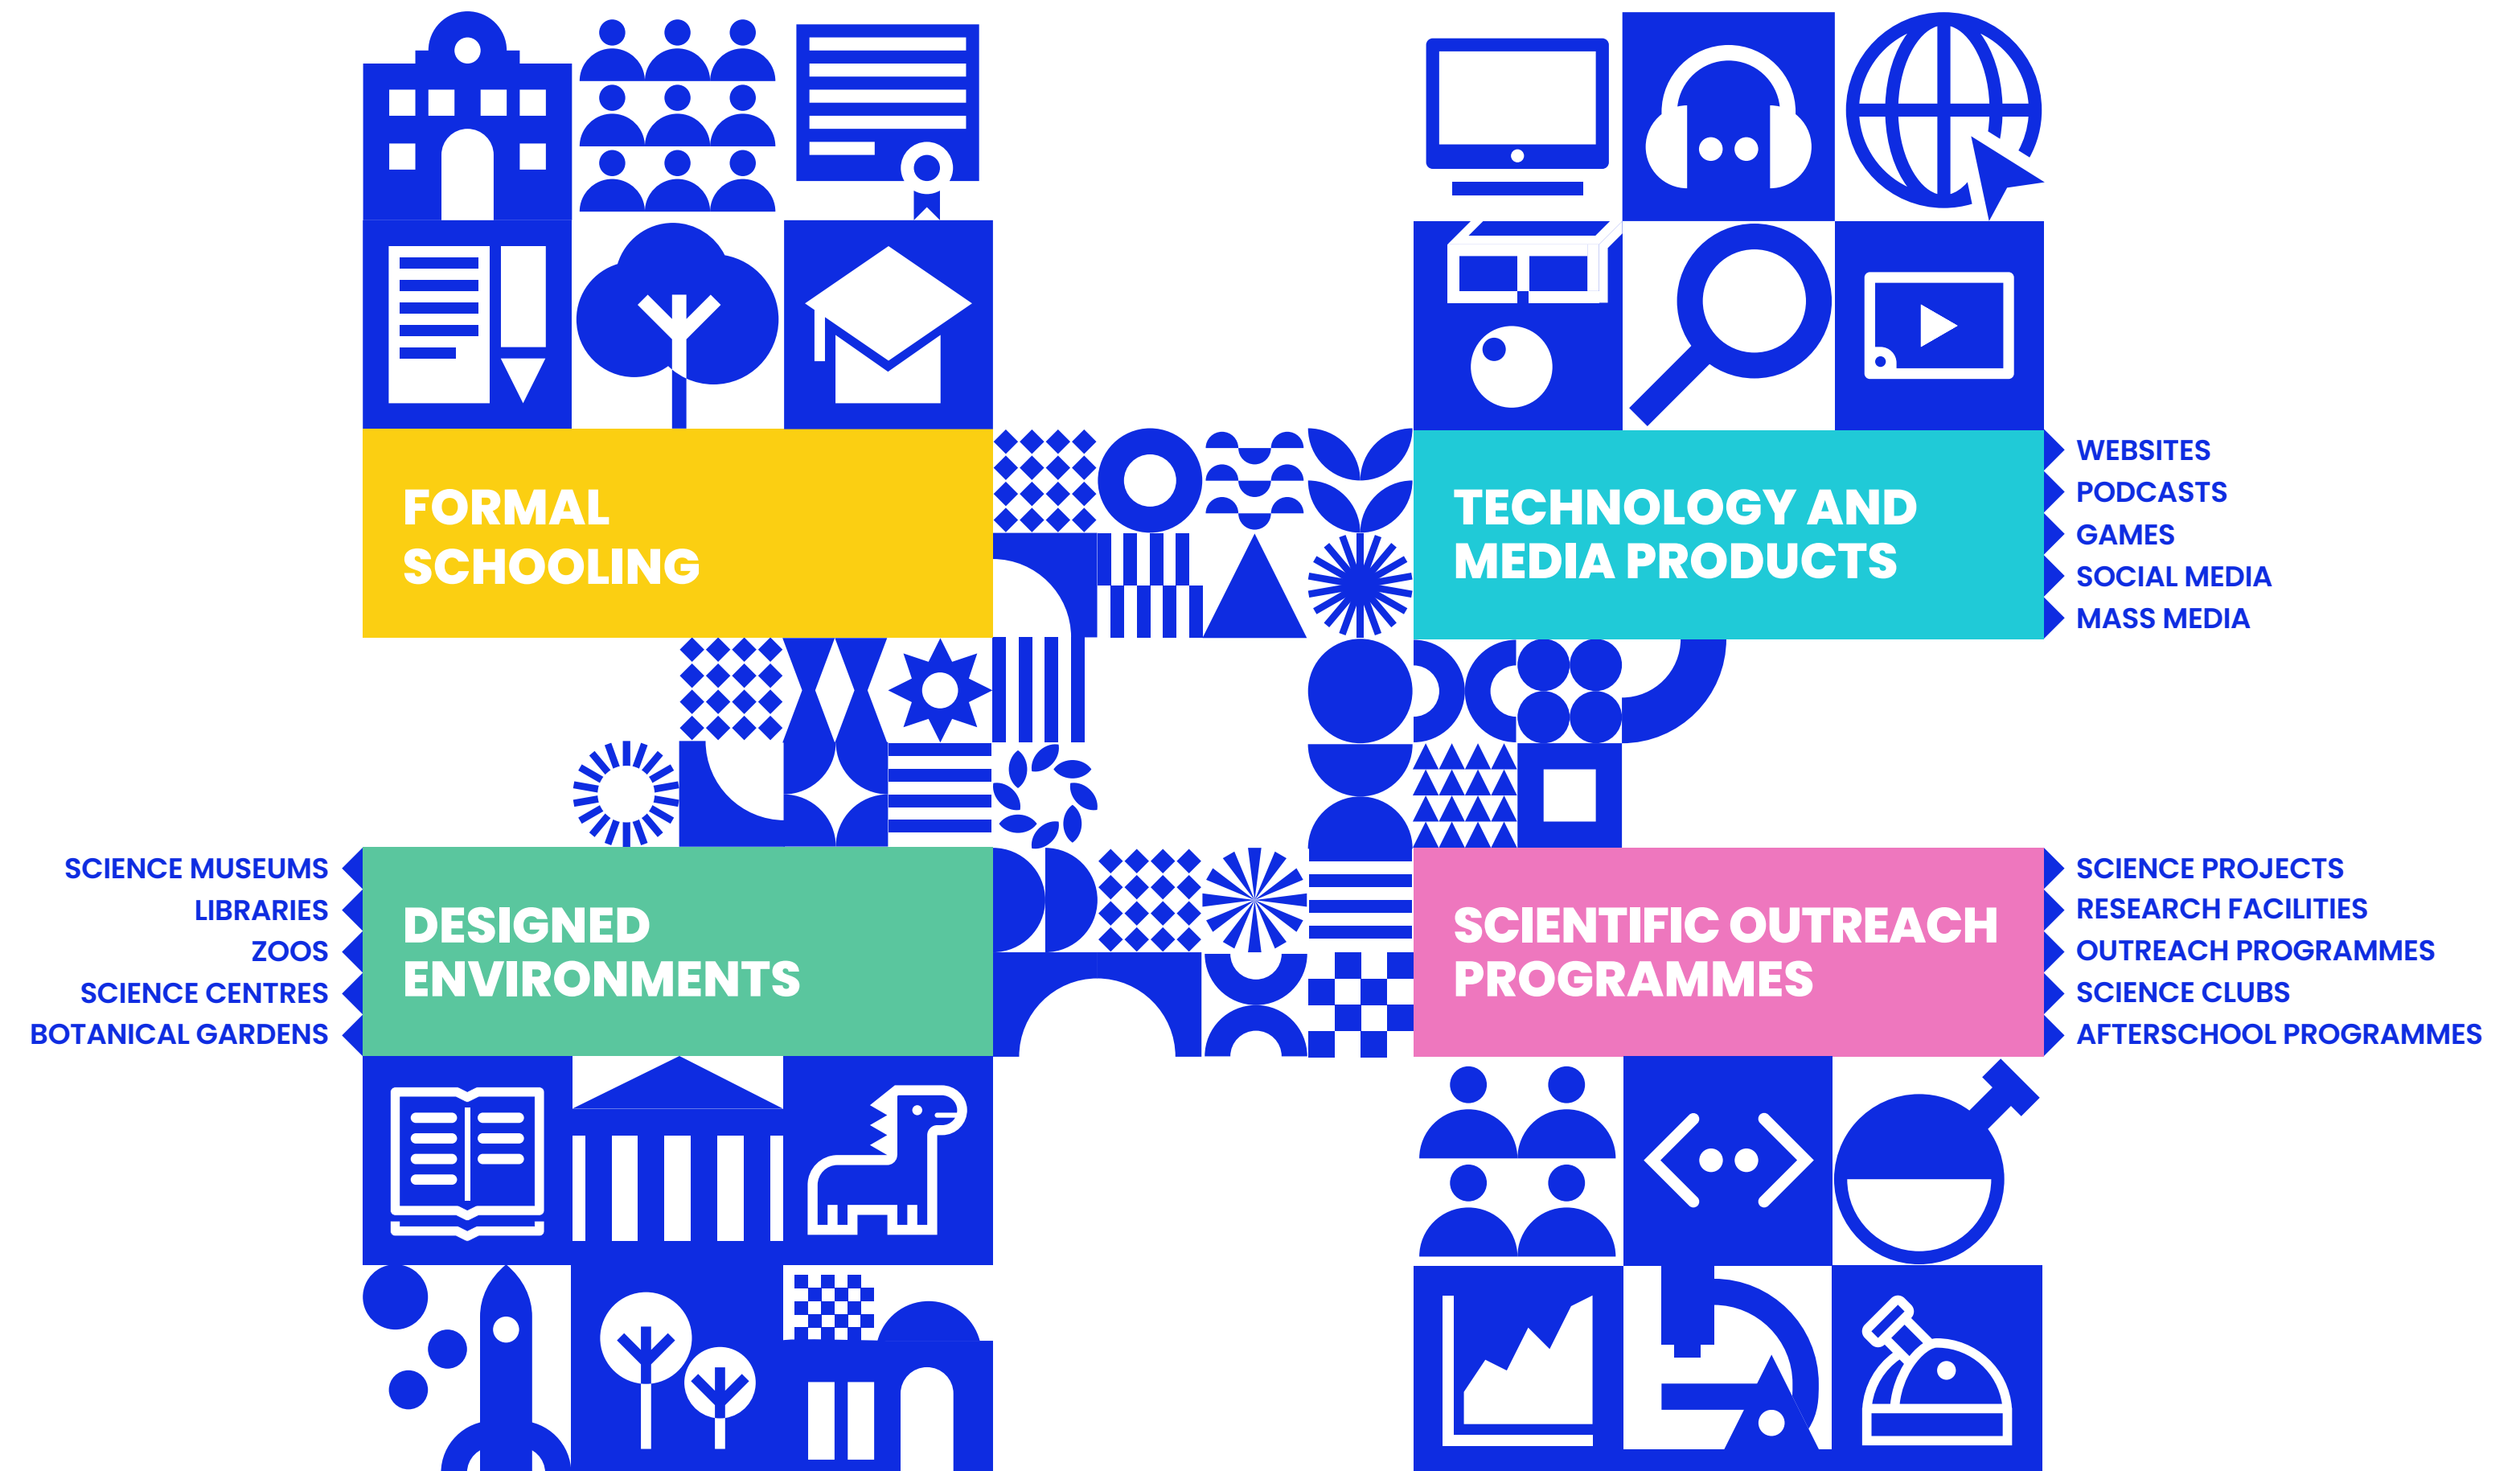 FORMAL
SCHOOLING
TECHNOLOGY AND
MEDIA PRODUCTS
WEBSITES
PODCASTS
GAMES
SOCIAL MEDIA
MASS MEDIA
SCIENCE MUSEUMS
LIBRARIES
ZOOS
SCIENCE CENTRES
BOTANICAL GARDENS
DESIGNED
ENVIRONMENTS
SCIENTIFIC OUTREACH
PROGRAMMES
SCIENCE PROJECTS
RESEARCH FACILITIES
OUTREACH PROGRAMMES
SCIENCE CLUBS
AFTERSCHOOL PROGRAMMES